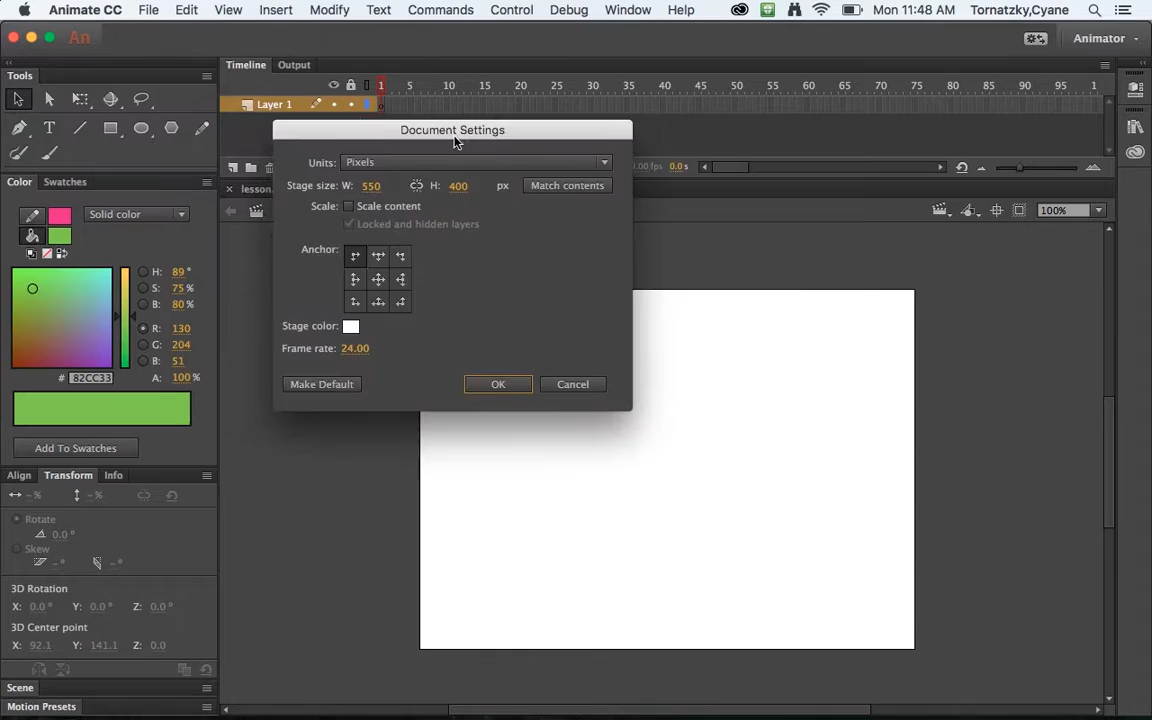 Animate CC File Edit View Insert Modify Text Commands Control Debug Window Help Mon 11:48 AM Tornatzky,Cyane
An Animator
Tools Timeline Output
1 5 10 15 20 25 30 35 40 45 50 55 60 65 70 75 80 85 90 95 1
Layer 1
Document Settings
Units: Pixels
.00 fps 0.0 s
Color Swatches
lesson
Stage size: W: 550 H: 400 px Match contents
Scale: Scale content
Locked and hidden layers
Solid color
100%
Anchor:
Stage color:
Frame rate: 24.00
Make Default OK Cancel
H: 89 °
S: 75 %
B: 80 %
R: 130
G: 204
B: 51
# 82CC33 A: 100 %
Add To Swatches
Align Transform Info
- % - %
Rotate
0.0 °
Skew
- ° - °
3D Rotation
X: 0.0 ° Y: 0.0 ° Z: 0.0 °
3D Center point
X: 92.1 Y: 141.1 Z: 0.0
Scene
Motion Presets